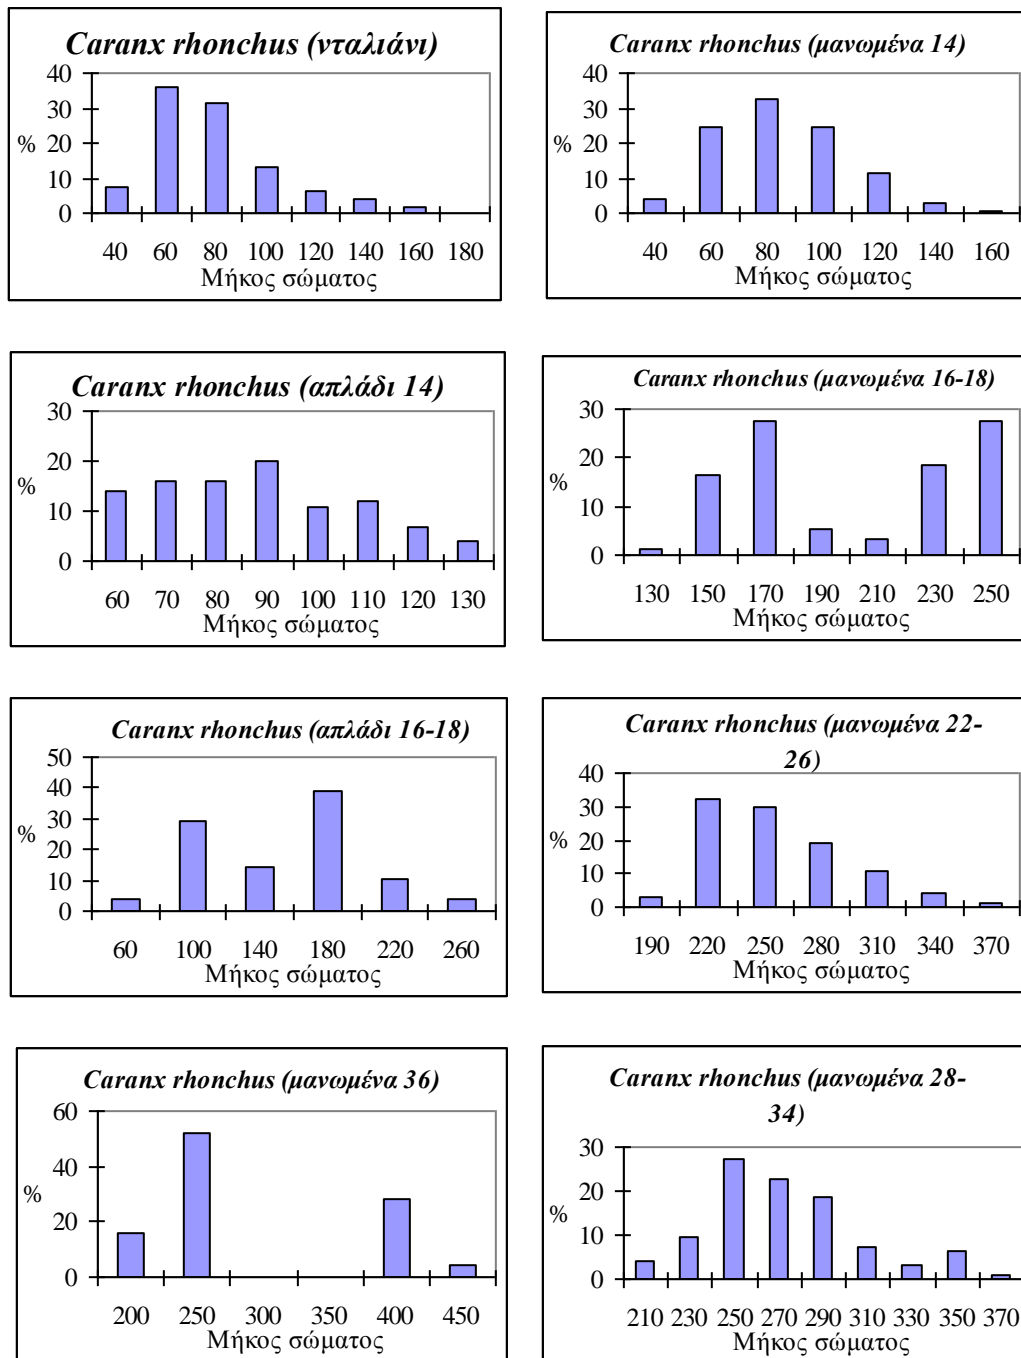 Caranx rhonchus (νταλιάνι)
40
30
20
10
0
%
40 60 80 100 120 140 160 180
Μήκος σώματος
Caranx rhonchus (μανωμένα 14)
40
30
20
10
0
%
40 60 80 100 120 140 160
Μήκος σώματος
Caranx rhonchus (απλάδι 14)
30
20
10
0
%
60 70 80 90 100 110 120 130
Μήκος σώματος
Caranx rhonchus (μανωμένα 16-18)
30
20
10
0
%
130 150 170 190 210 230 250
Μήκος σώματος
Caranx rhonchus (απλάδι 16-18)
50
40
30
20
10
0
%
60 100 140 180 220 260
Μήκος σώματος
Caranx rhonchus (μανωμένα 22-
26)
40
30
20
10
0
%
190 220 250 280 310 340 370
Μήκος σώματος
Caranx rhonchus (μανωμένα 36)
60
40
20
0
%
200 250 300 350 400 450
Μήκος σώματος
Caranx rhonchus (μανωμένα 28-
34)
30
20
10
0
%
210 230 250 270 290 310 330 350 370
Μήκος σώματος